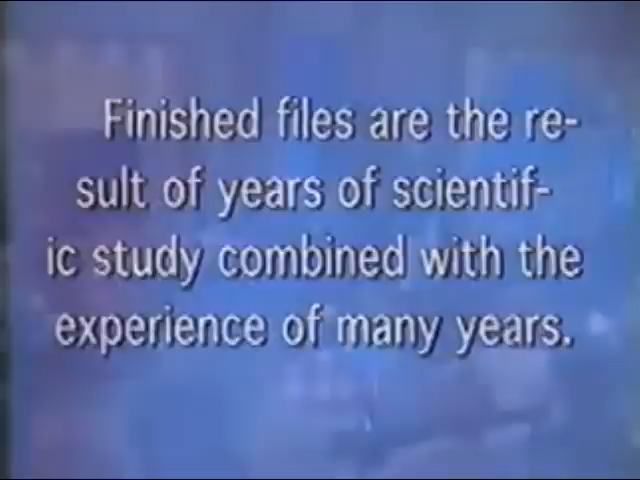 Finished files are the re-
sult of years of scientif-
ic study combined with the
experience of many years.